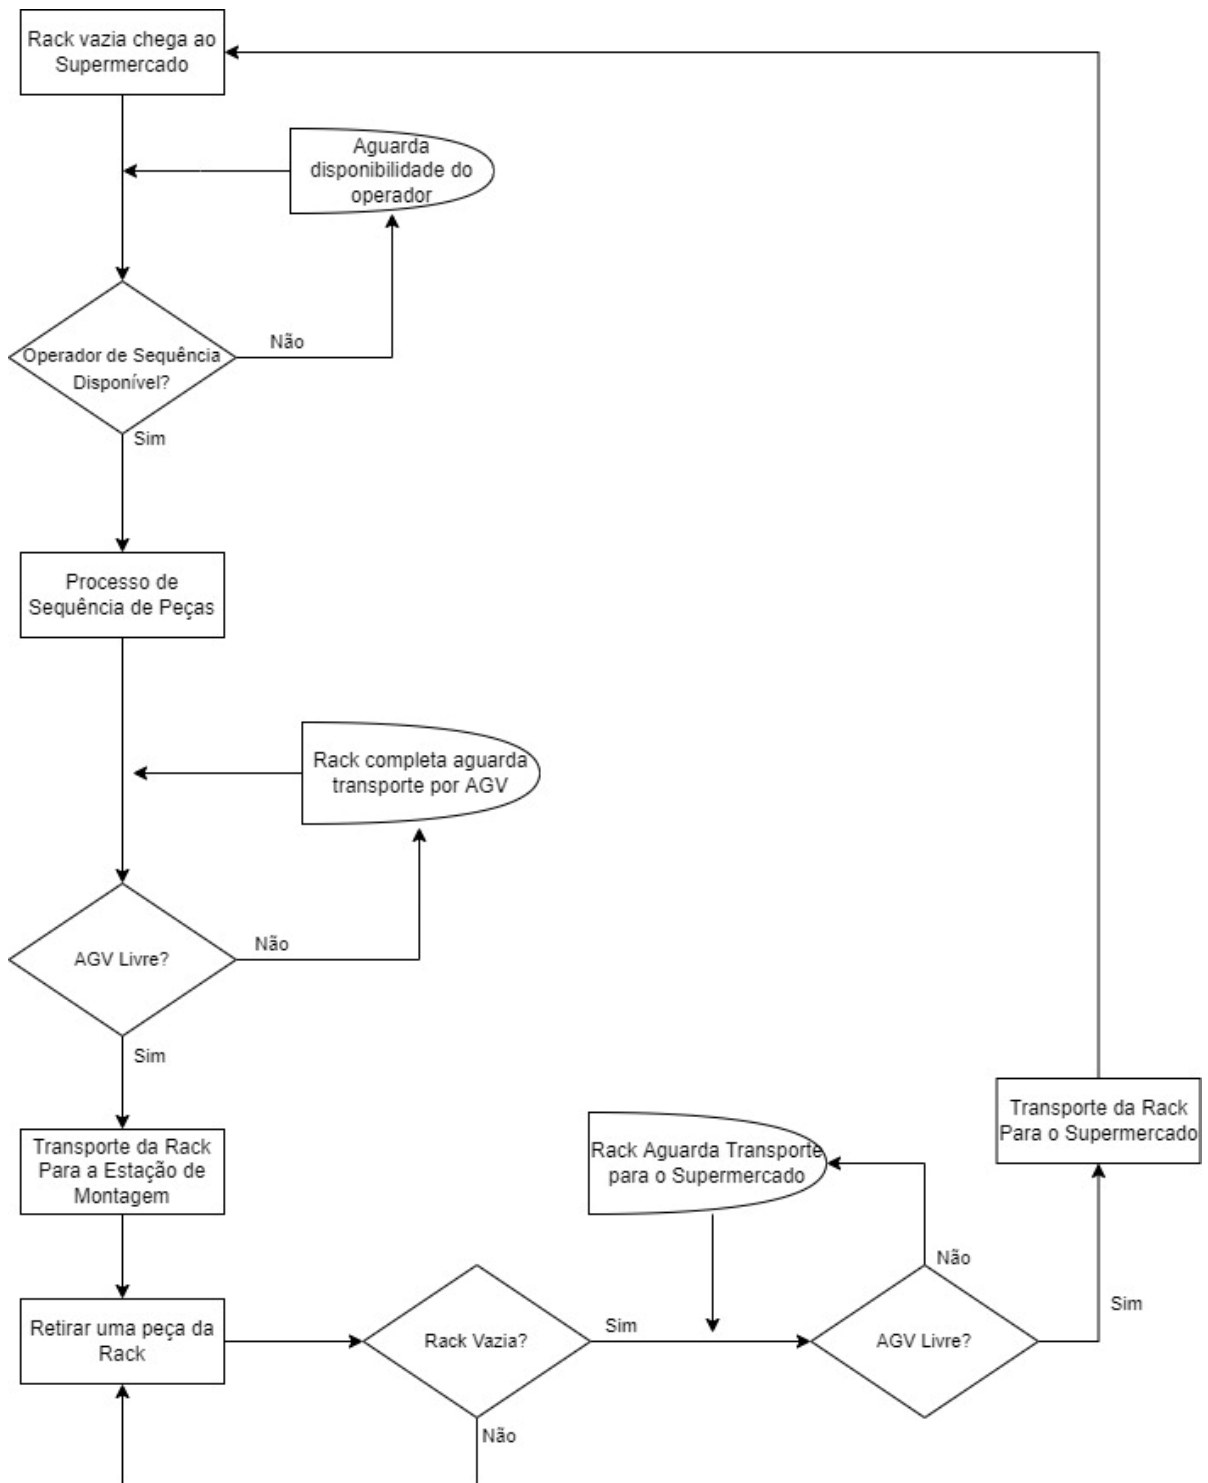 Rack vazia chega ao
Supermercado
Aguarda
disponibilidade do
operador
Operador de Sequência
Disponível?
Não
Sim
Processo de
Sequência de Peças
Rack completa aguarda
transporte por AGV
AGV Livre?
Não
Sim
Transporte da Rack
Para a Estação de
Montagem
Retirar uma peça da
Rack
Rack Vazia?
Sim
Não
Rack Aguarda Transporte
para o Supermercado
AGV Livre?
Não
Sim
Transporte da Rack
Para o Supermercado